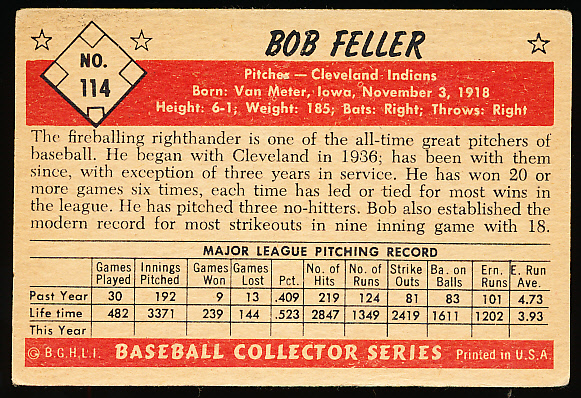 BOB FELLER
NO.
114
Pitches — Cleveland Indians
Born: Van Meter, Iowa, November 3, 1918
Height: 6-1; Weight: 185; Bats: Right; Throws: Right
The fireballing righthander is one of the all-time great pitchers of
baseball. He began with Cleveland in 1936; has been with them
since, with exception of three years in service. He has won 20 or
more games six times, each time has led or tied for most wins in
the league. He has pitched three no-hitters. Bob also established the
modern record for most strikeouts in nine inning game with 18.
MAJOR LEAGUE PITCHING RECORD
Games Innings Games Games No. of No. of Strike Ba. on Ern. E. Run
Played Pitched Won Lost Pct. Hits Runs Outs Balls Runs Ave.
Past Year 30 192 9 13 .409 219 124 81 83 101 4.73
Life time 482 3371 239 144 .523 2847 1349 2419 1611 1202 3.93
This Year
© B.G.H.L.I. BASEBALL COLLECTOR SERIES Printed in U.S.A.